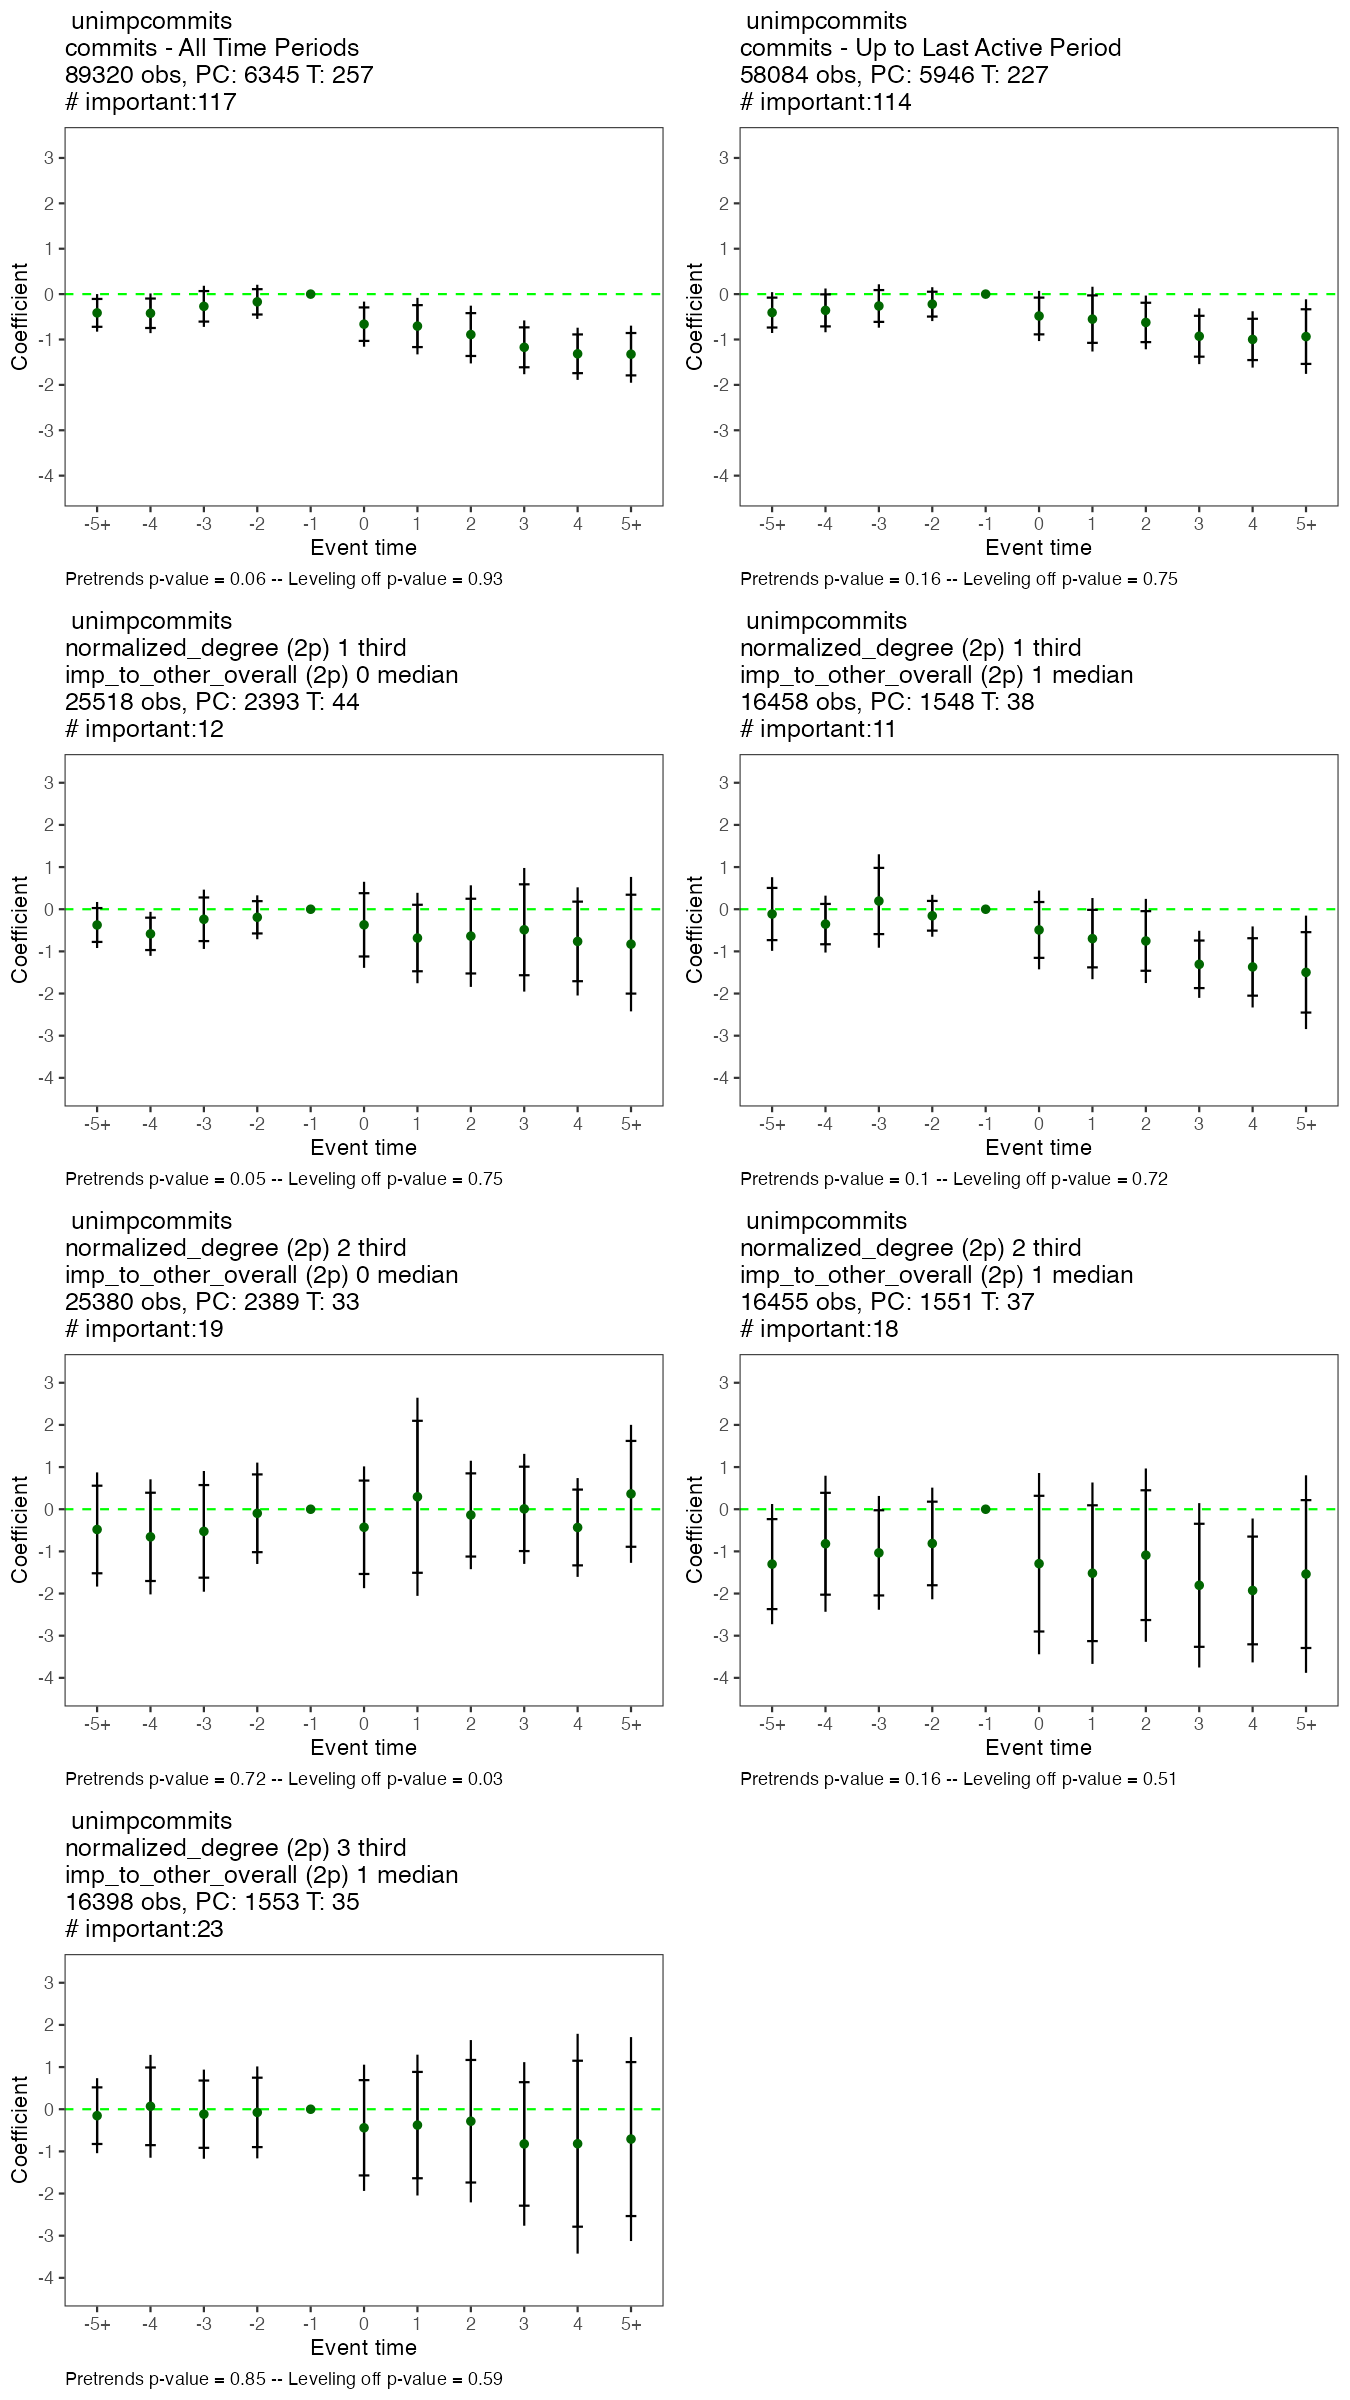 unimpcommits
commits - All Time Periods
89320 obs, PC: 6345 T: 257
# important:117
3
2
1
0
-1
-2
-3
-4
Coefficient
-5+ -4 -3 -2 -1 0 1 2 3 4 5+
Event time
Pretrends p-value = 0.06 -- Leveling off p-value = 0.93
unimpcommits
commits - Up to Last Active Period
58084 obs, PC: 5946 T: 227
# important:114
3
2
1
0
-1
-2
-3
-4
Coefficient
-5+ -4 -3 -2 -1 0 1 2 3 4 5+
Event time
Pretrends p-value = 0.16 -- Leveling off p-value = 0.75
unimpcommits
normalized_degree (2p) 1 third
imp_to_other_overall (2p) 0 median
25518 obs, PC: 2393 T: 44
# important:12
3
2
1
0
-1
-2
-3
-4
Coefficient
-5+ -4 -3 -2 -1 0 1 2 3 4 5+
Event time
Pretrends p-value = 0.05 -- Leveling off p-value = 0.75
unimpcommits
normalized_degree (2p) 1 third
imp_to_other_overall (2p) 1 median
16458 obs, PC: 1548 T: 38
# important:11
3
2
1
0
-1
-2
-3
-4
Coefficient
-5+ -4 -3 -2 -1 0 1 2 3 4 5+
Event time
Pretrends p-value = 0.1 -- Leveling off p-value = 0.72
unimpcommits
normalized_degree (2p) 2 third
imp_to_other_overall (2p) 0 median
25380 obs, PC: 2389 T: 33
# important:19
3
2
1
0
-1
-2
-3
-4
Coefficient
-5+ -4 -3 -2 -1 0 1 2 3 4 5+
Event time
Pretrends p-value = 0.72 -- Leveling off p-value = 0.03
unimpcommits
normalized_degree (2p) 2 third
imp_to_other_overall (2p) 1 median
16455 obs, PC: 1551 T: 37
# important:18
3
2
1
0
-1
-2
-3
-4
Coefficient
-5+ -4 -3 -2 -1 0 1 2 3 4 5+
Event time
Pretrends p-value = 0.16 -- Leveling off p-value = 0.51
unimpcommits
normalized_degree (2p) 3 third
imp_to_other_overall (2p) 1 median
16398 obs, PC: 1553 T: 35
# important:23
3
2
1
0
-1
-2
-3
-4
Coefficient
-5+ -4 -3 -2 -1 0 1 2 3 4 5+
Event time
Pretrends p-value = 0.85 -- Leveling off p-value = 0.59